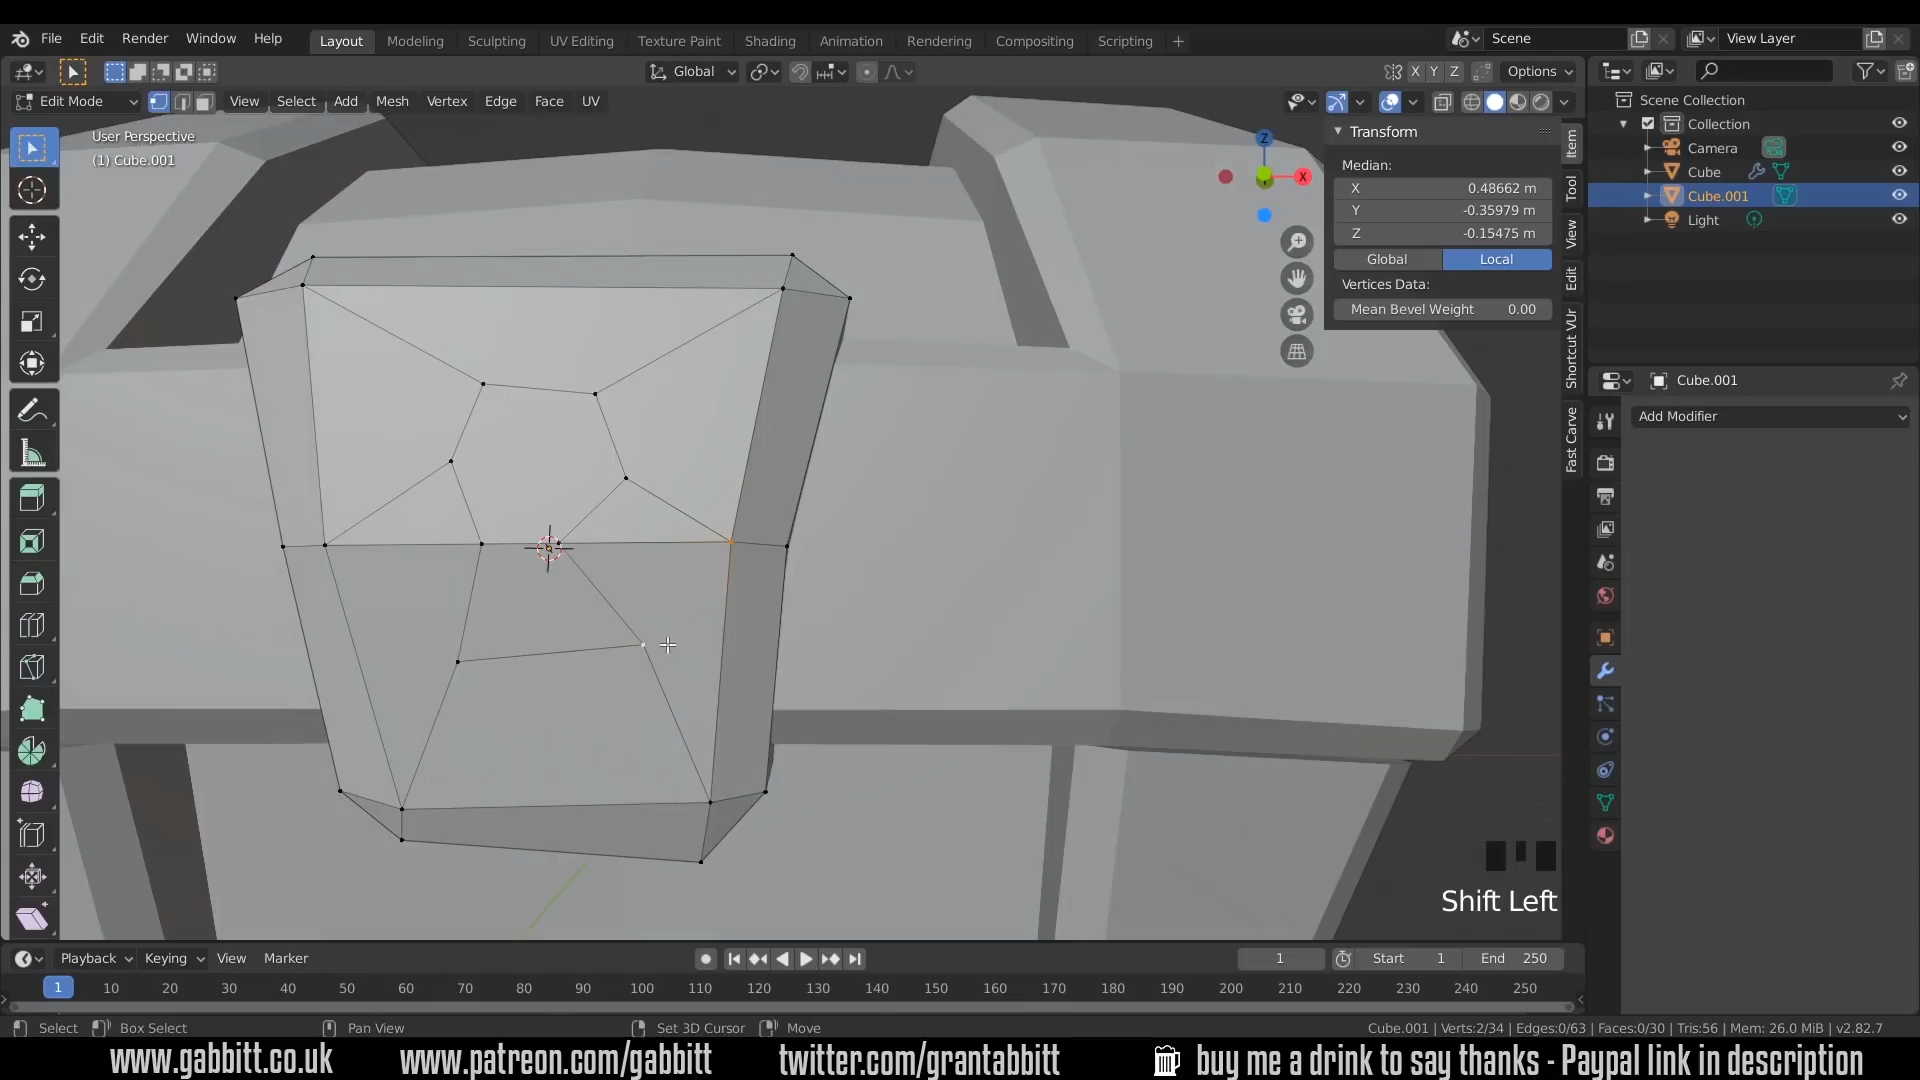 File Edit Render Window Help Layout Modeling Sculpting UV Editing Texture Paint Shading Animation Rendering Compositing Scripting + Scene View Layer
Global X Y Z Options
Edit Mode View Select Add Mesh Vertex Edge Face UV
User Perspective
(1) Cube.001
Z
X
Transform
Median:
X 0.48662 m
Y -0.35979 m
Z -0.15475 m
Global Local
Vertices Data:
Mean Bevel Weight 0.00
Item
Tool
View
Edit
Shortcut VUr
Fast Carve
Scene Collection
Collection
Camera
Cube
Cube.001
Light
Cube.001
Add Modifier
Shift Left
Playback Keying View Marker 1 Start 1 End 250
1 10 20 30 40 50 60 70 80 90 100 110 120 130 140 150 160 170 180 190 200 210 220 230 240 250
Select Box Select Pan View Set 3D Cursor Move Cube.001 | Verts:2/34 | Edges:0/63 | Faces:0/30 | Tris:56 | Mem: 26.0 MiB | v2.82.7
www.gabbitt.co.uk www.patreon.com/gabbitt twitter.com/grantabbitt buy me a drink to say thanks - Paypal link in description